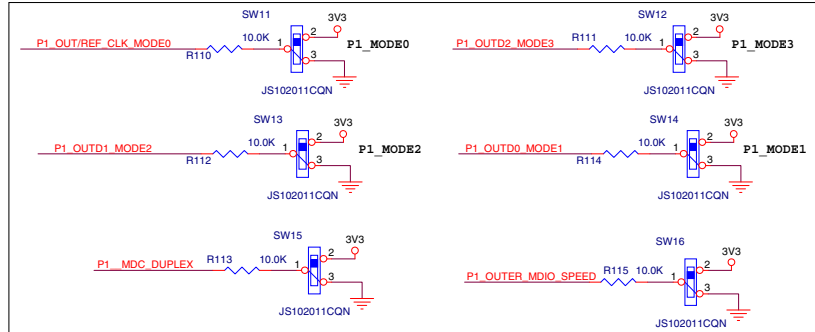 SW11
3V3
P1_OUT/REF_CLK_MODE0
R110
10.0K
1
2
3
P1_MODE0
JS102011CQN
SW12
3V3
P1_OUTD2_MODE3
R111
10.0K
1
2
3
P1_MODE3
JS102011CQN
SW13
3V3
P1_OUTD1_MODE2
R112
10.0K
1
2
3
P1_MODE2
JS102011CQN
SW14
3V3
P1_OUTD0_MODE1
R114
10.0K
1
2
3
P1_MODE1
JS102011CQN
SW15
3V3
P1__MDC_DUPLEX
R113
10.0K
1
2
3
JS102011CQN
SW16
3V3
P1_OUTER_MDIO_SPEED
R115
10.0K
1
2
3
JS102011CQN